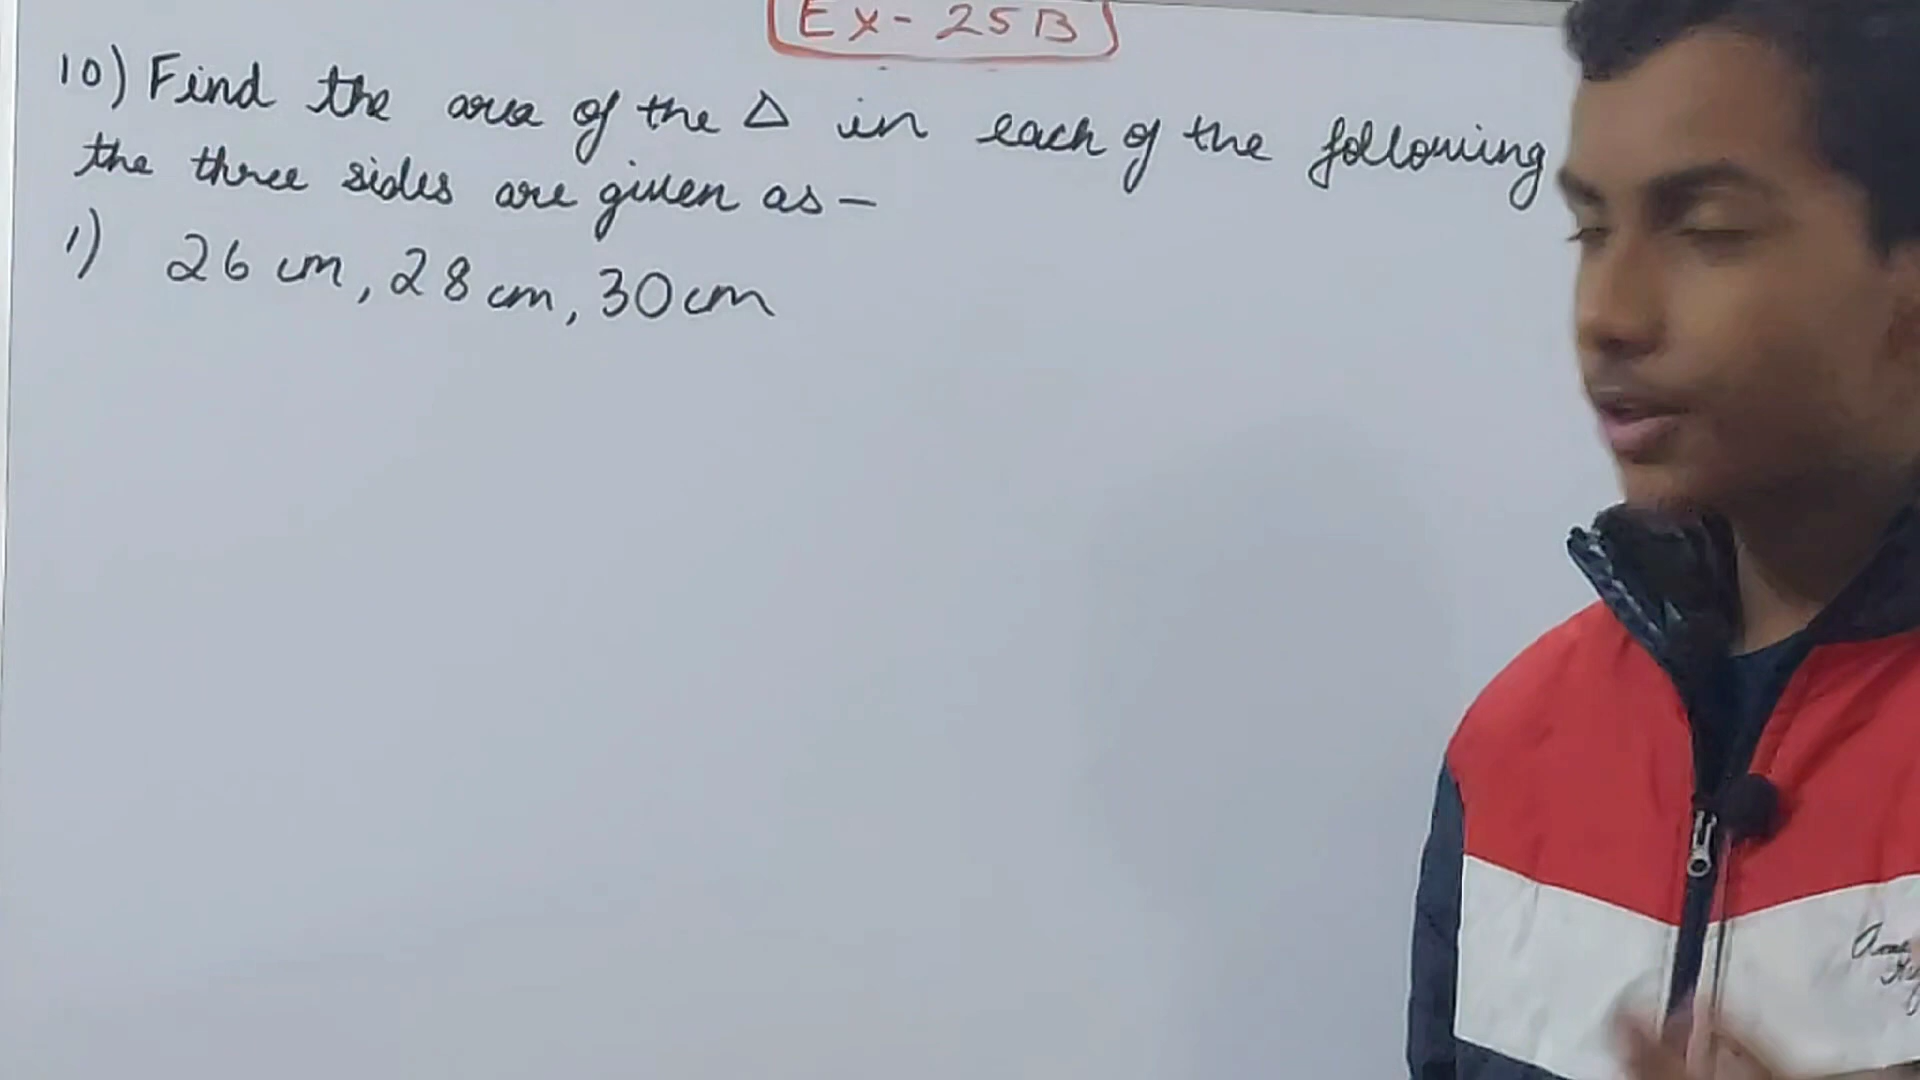 Ex- 25B
10) Find the area of the Δ in each of the following
the three sides are given as -
1) 26 cm, 28 cm, 30 cm